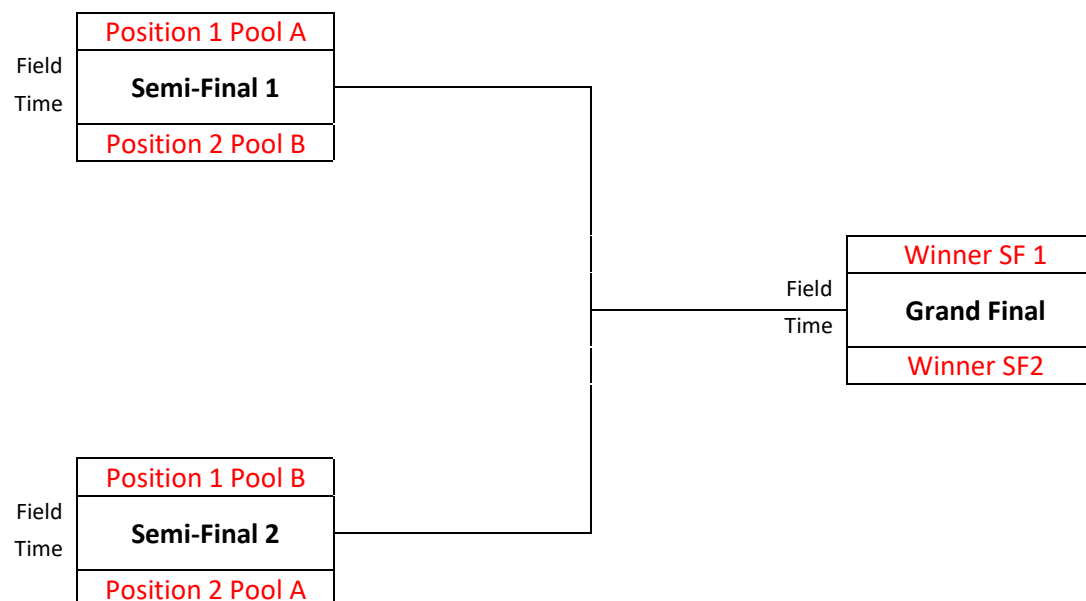 Position 1 Pool A
Field
Semi-Final 1
Time
Position 2 Pool B
Winner SF 1
Field
Grand Final
Time
Winner SF2
Position 1 Pool B
Field
Semi-Final 2
Time
Position 2 Pool A